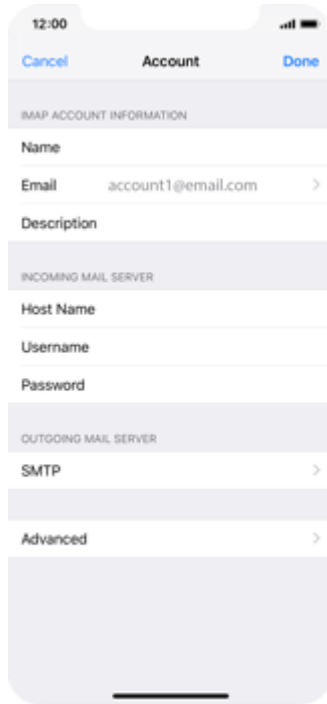 12:00
Cancel Account Done
IMAP ACCOUNT INFORMATION
Name
Email account1@email.com
Description
INCOMING MAIL SERVER
Host Name
Username
Password
OUTGOING MAIL SERVER
SMTP
Advanced